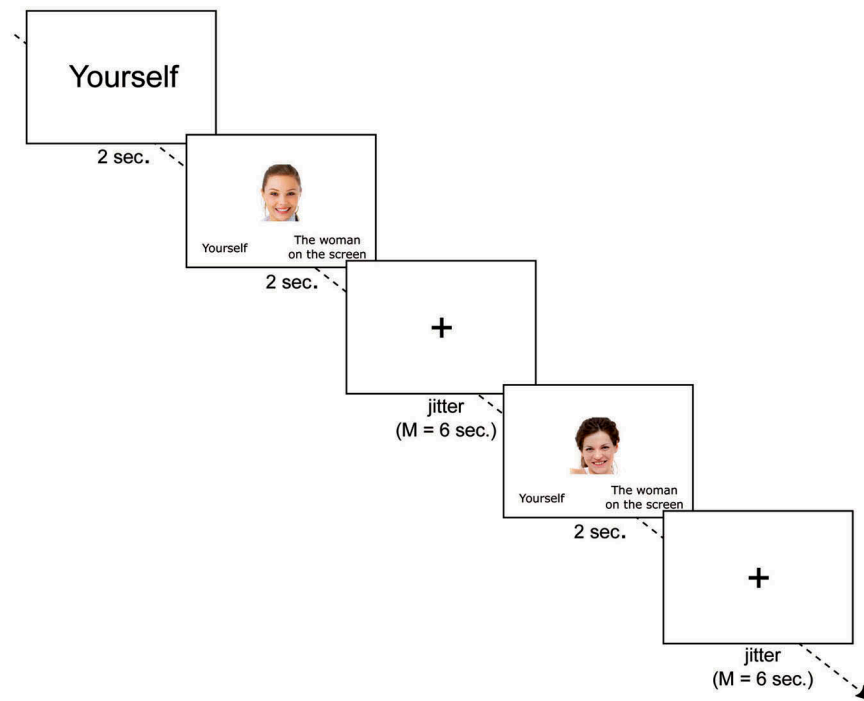 Yourself
2 sec.
Yourself
The woman
on the screen
2 sec.
+
jitter
(M = 6 sec.)
Yourself
The woman
on the screen
2 sec.
+
jitter
(M = 6 sec.)